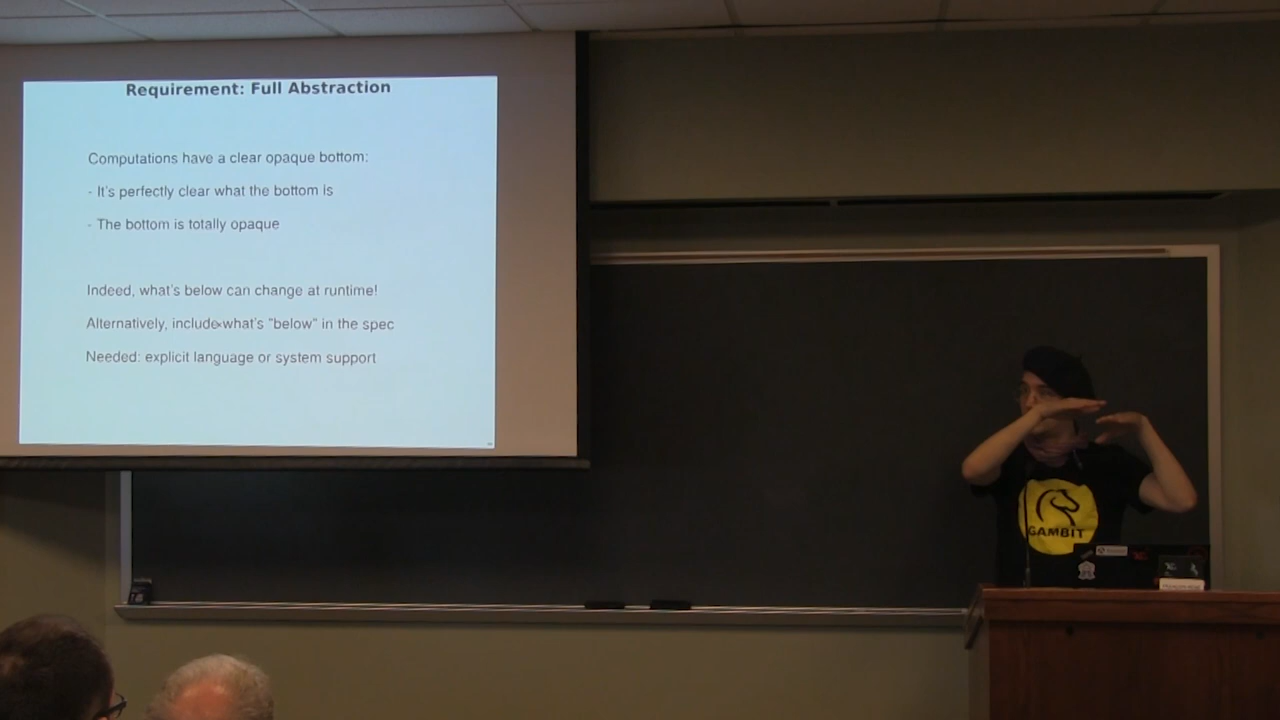 Requirement: Full Abstraction
Computations have a clear opaque bottom:
- It's perfectly clear what the bottom is
- The bottom is totally opaque
Indeed, what's below can change at runtime!
Alternatively, include what's "below" in the spec
Needed: explicit language or system support
GAMBIT